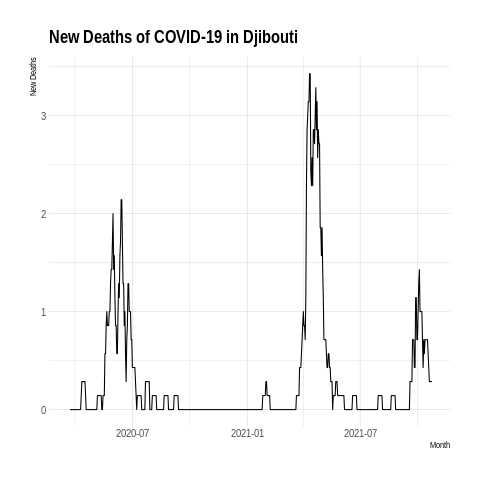 New Deaths of COVID-19 in Djibouti
New Deaths
3
2
1
0
2020-07
2021-01
2021-07
Month